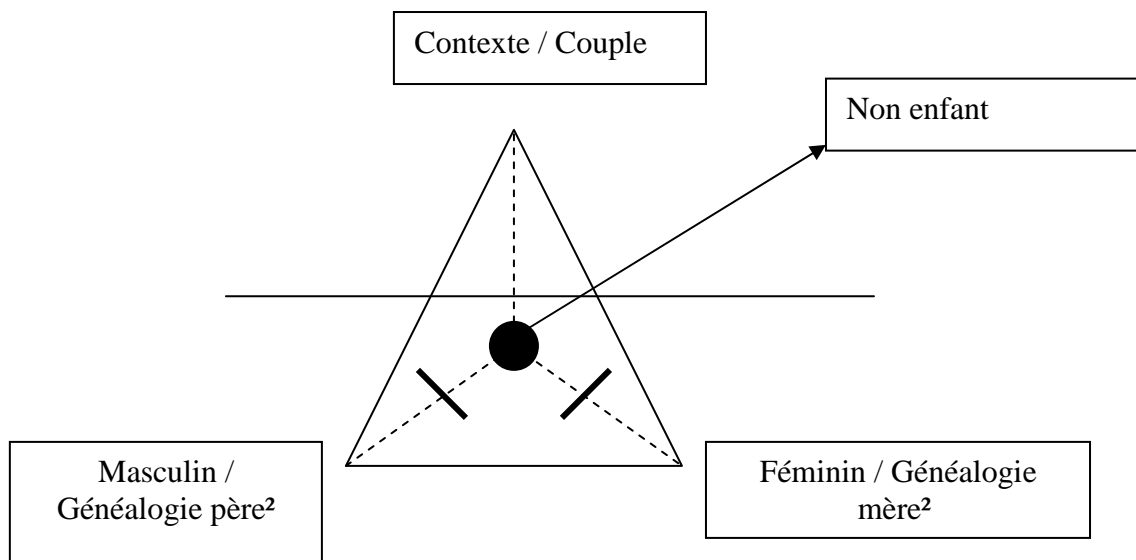 Contexte / Couple
Non enfant
Masculin /
Généalogie père²
Féminin / Généalogie
mère²